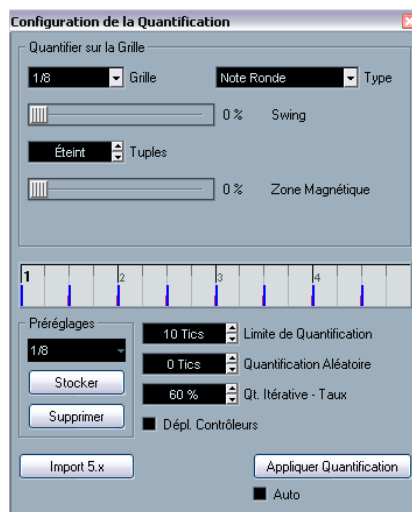 Configuration de la Quantification
Quantifier sur la Grille
1/8 Grille Note Ronde Type
0 % Swing
Éteint Tuples
0 % Zone Magnétique
1 2 3 4
Préréglages
1/8
Stocker
Supprimer
10 Tics Limite de Quantification
0 Tics Quantification Aléatoire
60 % Qt. Itérative - Taux
Dépl. Contrôleurs
Import 5.x Appliquer Quantification
Auto